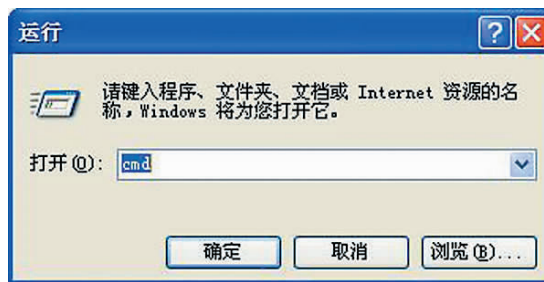 运行
请键入程序、文件夹、文档或 Internet 资源的名
称，Windows 将为您打开它。
打开(O): cmd
确定 取消 浏览(B)...